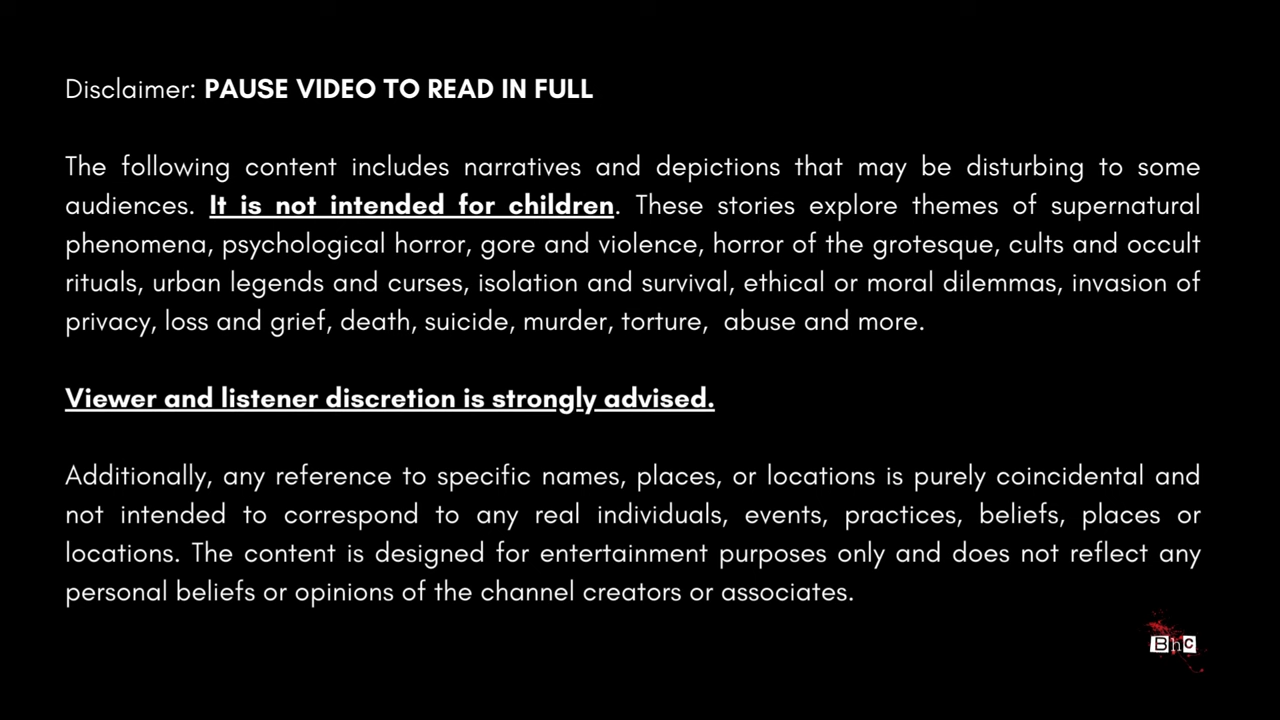 Disclaimer: PAUSE VIDEO TO READ IN FULL
The following content includes narratives and depictions that may be disturbing to some
audiences. It is not intended for children. These stories explore themes of supernatural
phenomena, psychological horror, gore and violence, horror of the grotesque, cults and occult
rituals, urban legends and curses, isolation and survival, ethical or moral dilemmas, invasion of
privacy, loss and grief, death, suicide, murder, torture,  abuse and more.
Viewer and listener discretion is strongly advised.
Additionally, any reference to specific names, places, or locations is purely coincidental and
not intended to correspond to any real individuals, events, practices, beliefs, places or
locations. The content is designed for entertainment purposes only and does not reflect any
personal beliefs or opinions of the channel creators or associates.
Bhc